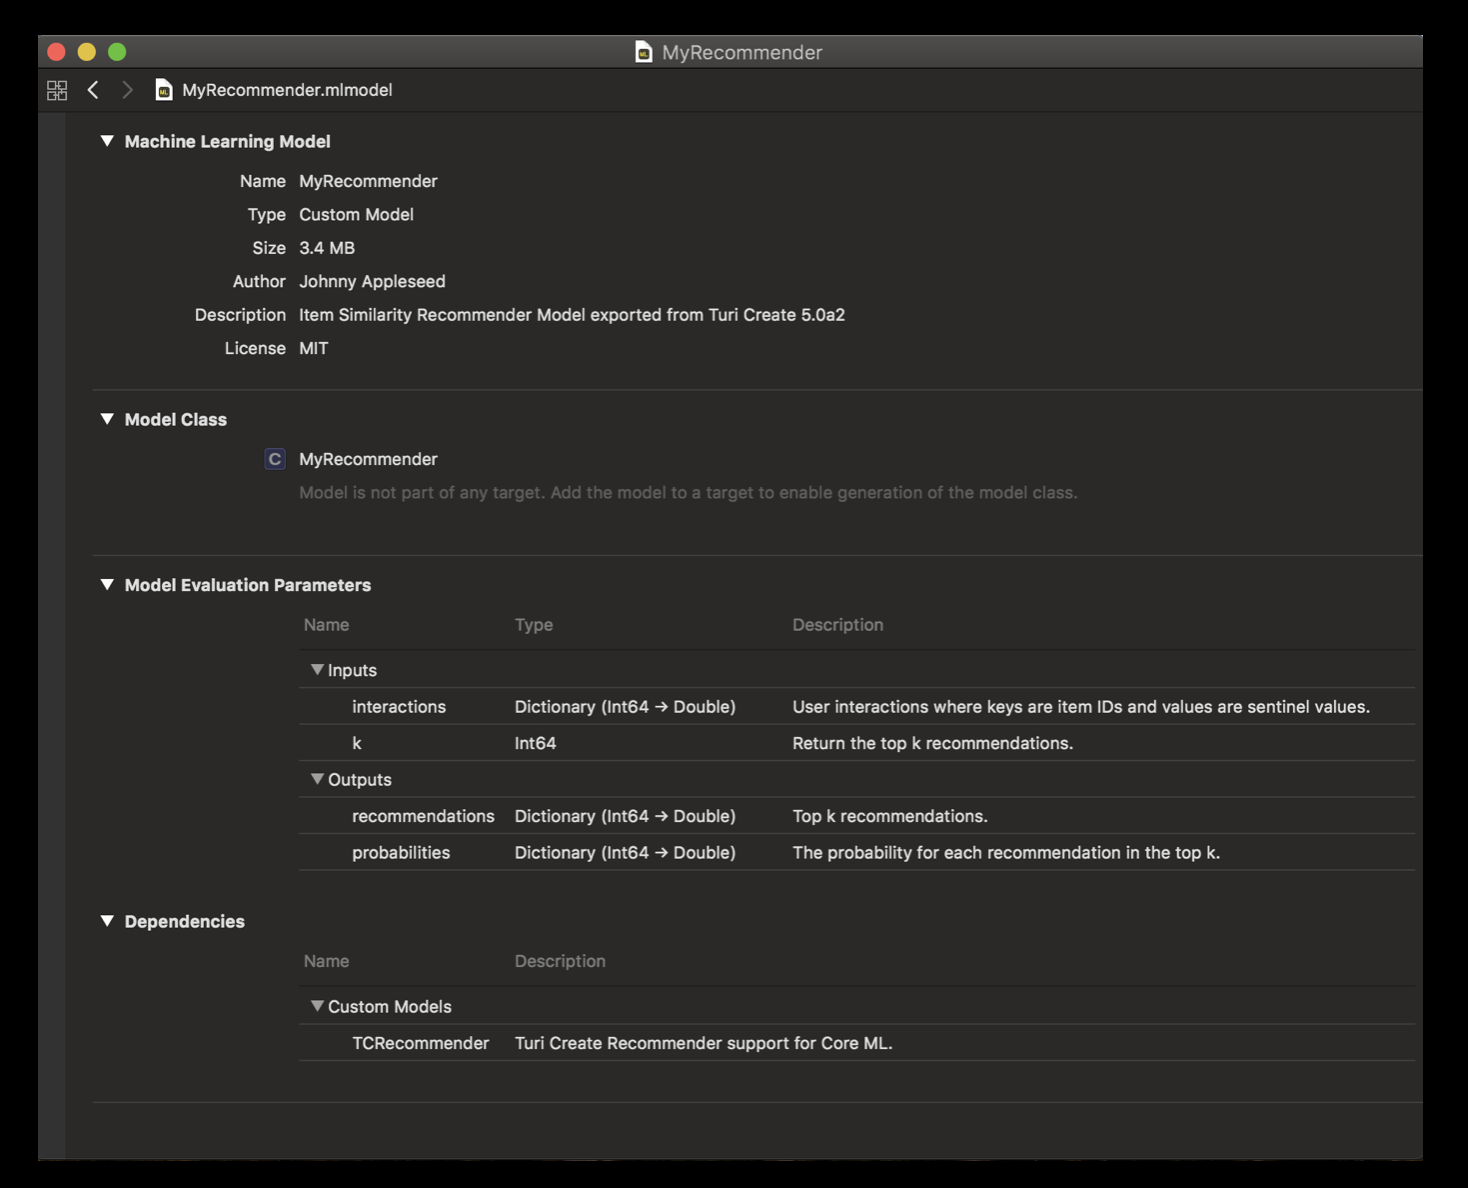 MyRecommender
MyRecommender.mlmodel
Machine Learning Model
Name MyRecommender
Type Custom Model
Size 3.4 MB
Author Johnny Appleseed
Description Item Similarity Recommender Model exported from Turi Create 5.0a2
License MIT
Model Class
C MyRecommender
Model is not part of any target. Add the model to a target to enable generation of the model class.
Model Evaluation Parameters
Name Type Description
Inputs
interactions Dictionary (Int64 → Double) User interactions where keys are item IDs and values are sentinel values.
k Int64 Return the top k recommendations.
Outputs
recommendations Dictionary (Int64 → Double) Top k recommendations.
probabilities Dictionary (Int64 → Double) The probability for each recommendation in the top k.
Dependencies
Name Description
Custom Models
TCRecommender Turi Create Recommender support for Core ML.